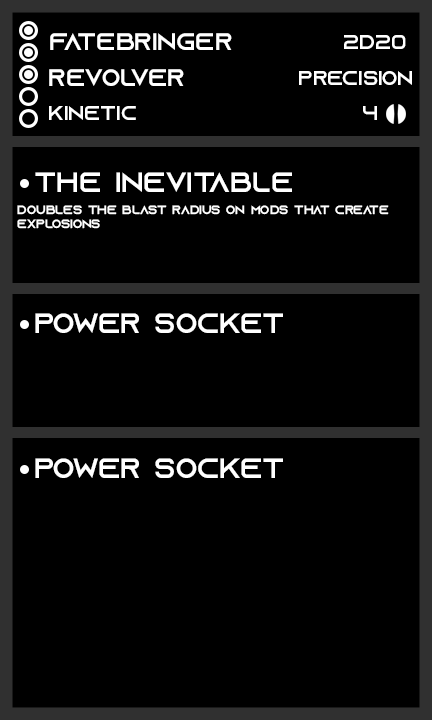 FATEBRINGER 2D20
REVOLVER PRECISION
KINETIC 4
• THE INEVITABLE
DOUBLES THE BLAST RADIUS ON MODS THAT CREATE
EXPLOSIONS
• POWER SOCKET
• POWER SOCKET